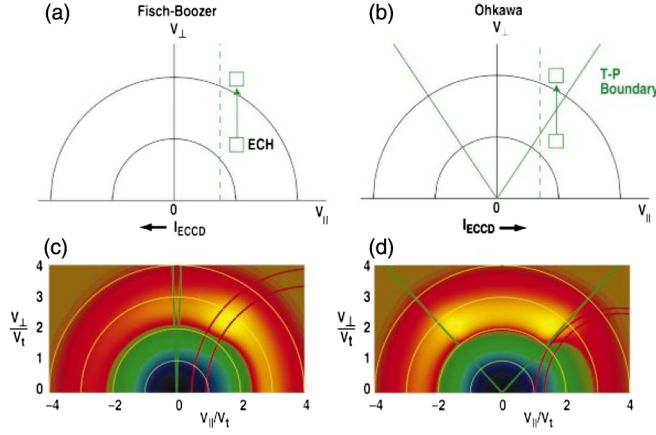 (a)
Fisch-Boozer
V⊥
ECH
0
V||
I_ECCD
(b)
Ohkawa
V⊥
T-P
Boundary
0
V||
I_ECCD
(c)
V⊥/Vt
4
3
2
1
0
−4
−2
0
2
4
V||/Vt
(d)
V⊥/Vt
4
3
2
1
0
−4
−2
0
2
4
V||/Vt